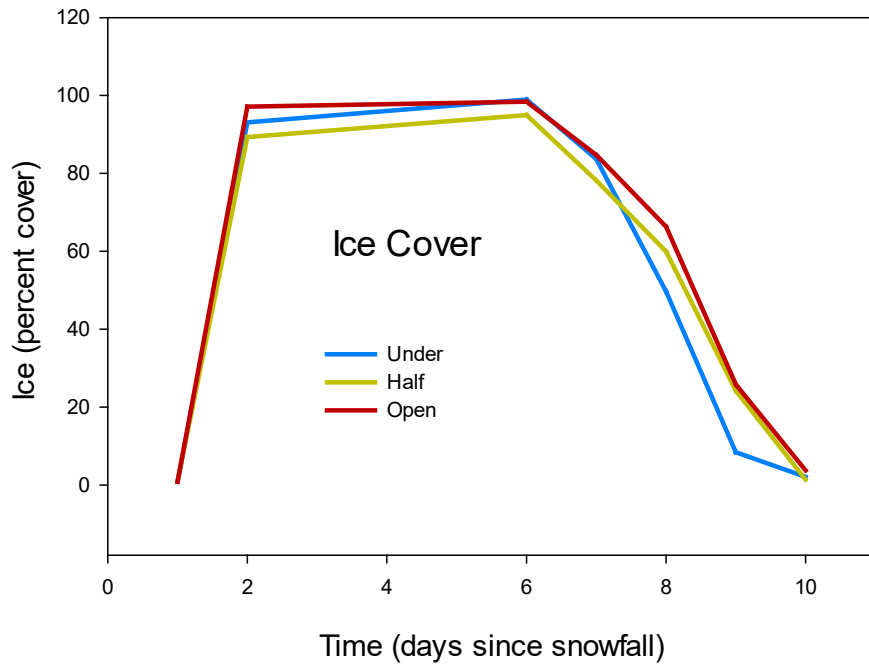 120
100
80
60
40
20
0
Ice (percent cover)
Ice Cover
Under
Half
Open
0 2 4 6 8 10
Time (days since snowfall)